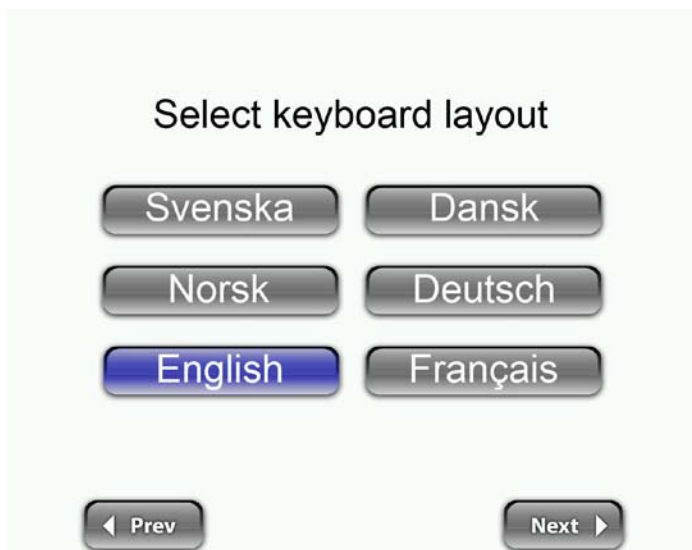 Select keyboard layout
Svenska Dansk
Norsk Deutsch
English Français
Prev Next